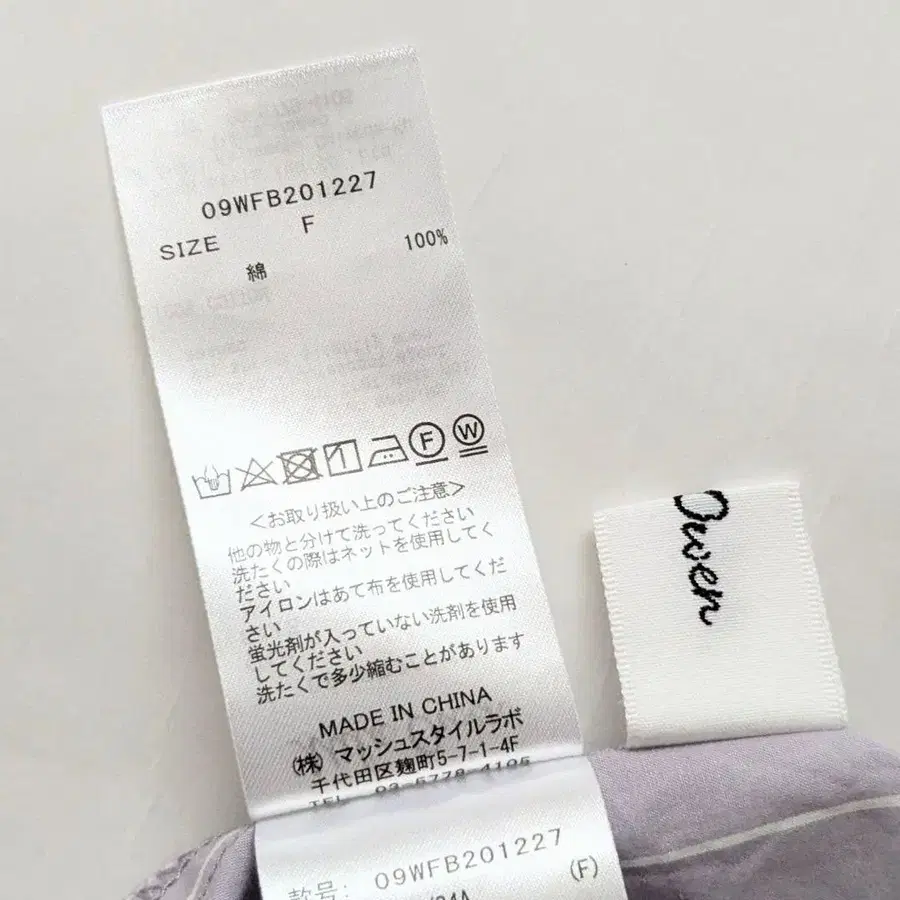 09WFB201227
SIZE F
綿 100%
F W
<お取り扱い上のご注意>
他の物と分けて洗ってください
洗たくの際はネットを使用してく
ださい
アイロンはあて布を使用してくだ
さい
蛍光剤が入っていない洗剤を使用
してください
洗たくで多少縮むことがあります
MADE IN CHINA
(株)マッシュスタイルラボ
千代田区麹町5-7-1-4F
TEL 03-5778-4105
款号: 09WFB201227
(F)
Owen